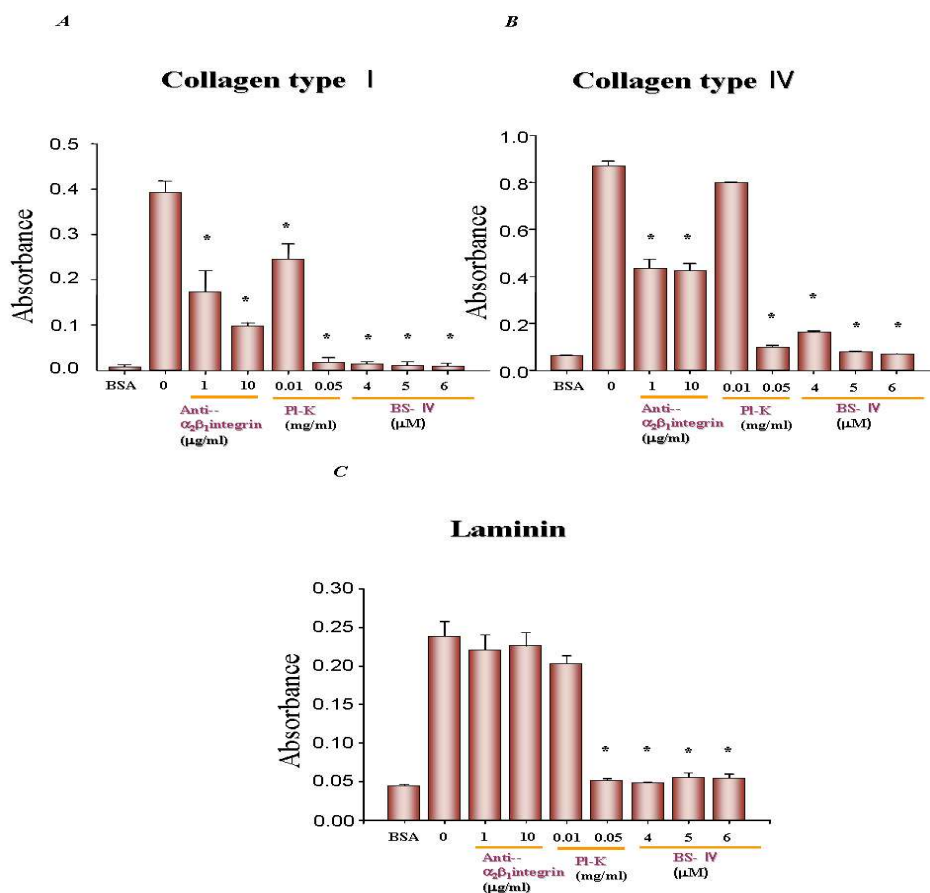 A
B
Collagen type I
Collagen type IV
Absorbance
0.5
0.4
0.3
0.2
0.1
0.0
* * * * * * *
BSA 0 1 10 0.01 0.05 4 5 6
Anti-- Pl-K BS- IV
α2β1integrin (mg/ml) (μM)
(μg/ml)
Absorbance
1.0
0.8
0.6
0.4
0.2
0.0
* * * * * *
BSA 0 1 10 0.01 0.05 4 5 6
Anti-- Pl-K BS- IV
α2β1integrin (mg/ml) (μM)
(μg/ml)
C
Laminin
Absorbance
0.30
0.25
0.20
0.15
0.10
0.05
0.00
* * * *
BSA 0 1 10 0.01 0.05 4 5 6
Anti-- Pl-K BS- IV
α2β1integrin (mg/ml) (μM)
(μg/ml)